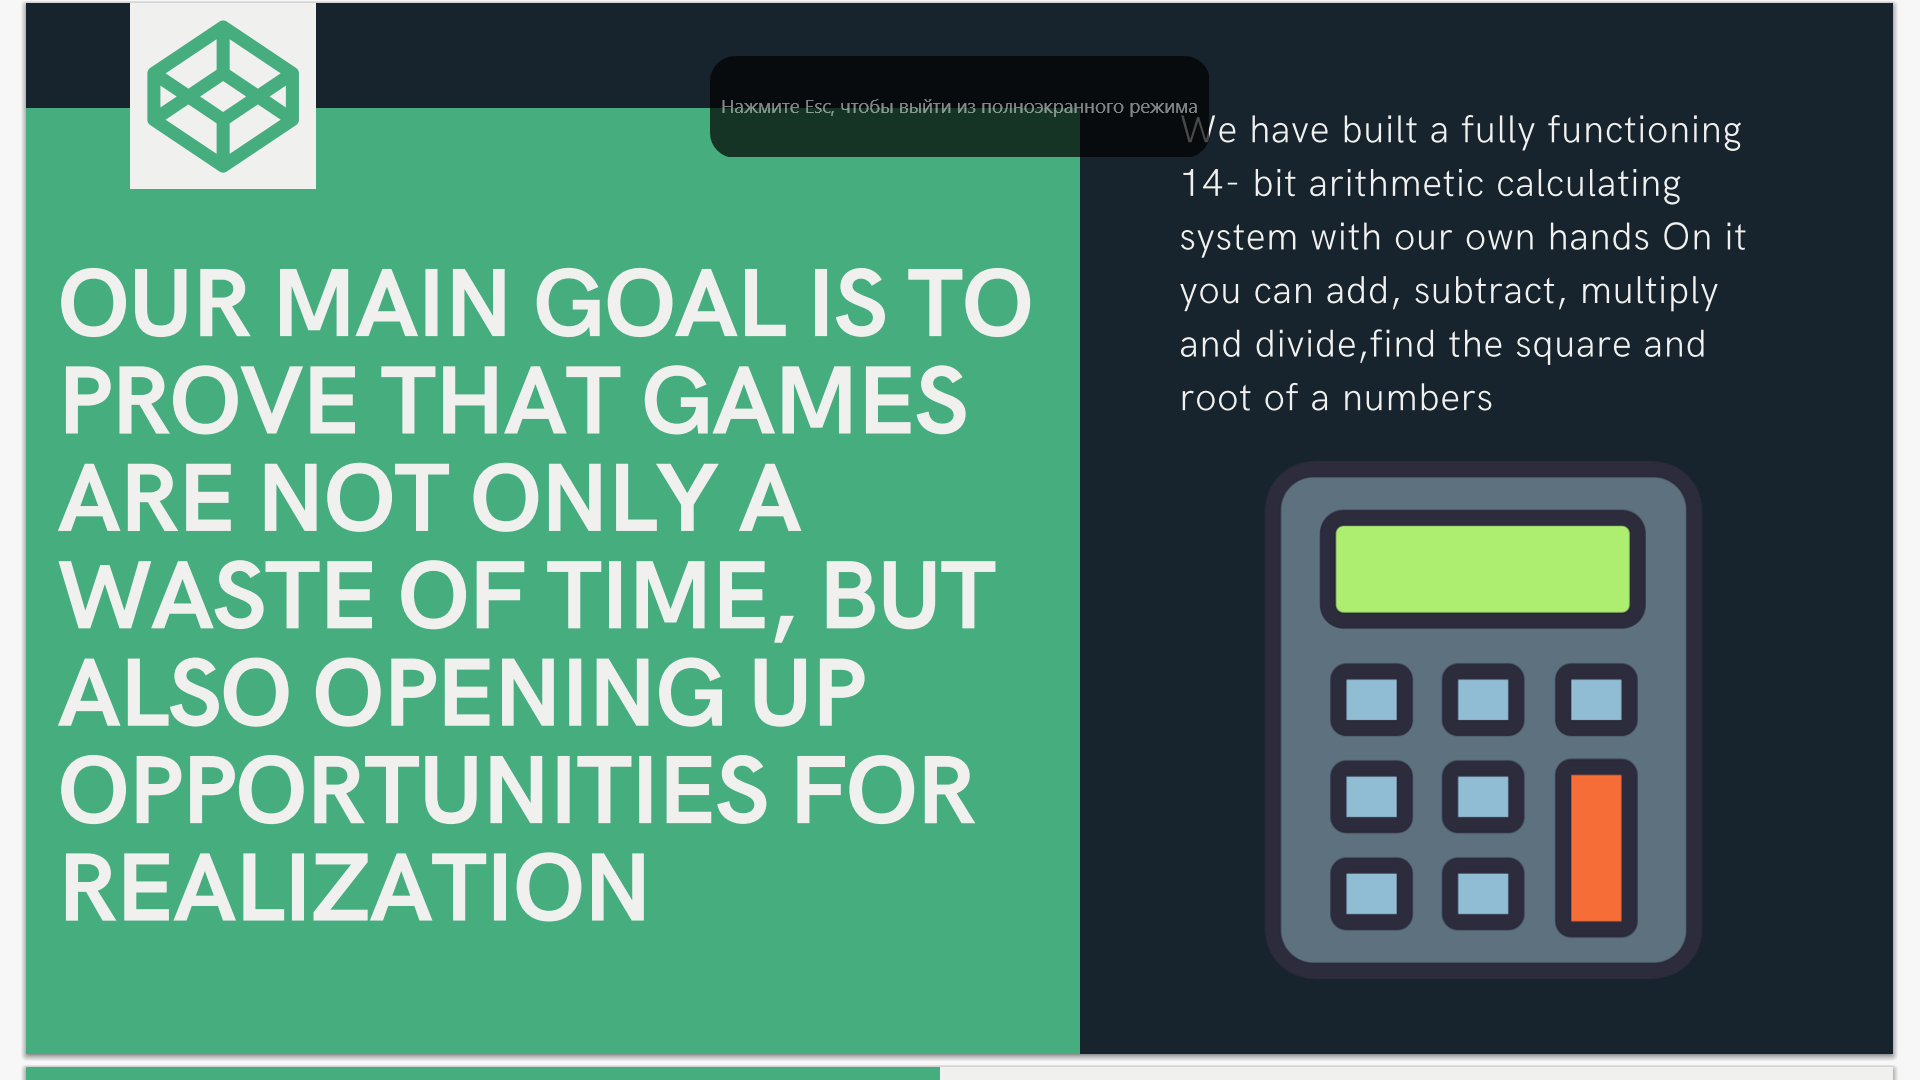 Нажмите Esc, чтобы выйти из полноэкранного режима
OUR MAIN GOAL IS TO
PROVE THAT GAMES
ARE NOT ONLY A
WASTE OF TIME, BUT
ALSO OPENING UP
OPPORTUNITIES FOR
REALIZATION
We have built a fully functioning
14- bit arithmetic calculating
system with our own hands On it
you can add, subtract, multiply
and divide,find the square and
root of a numbers